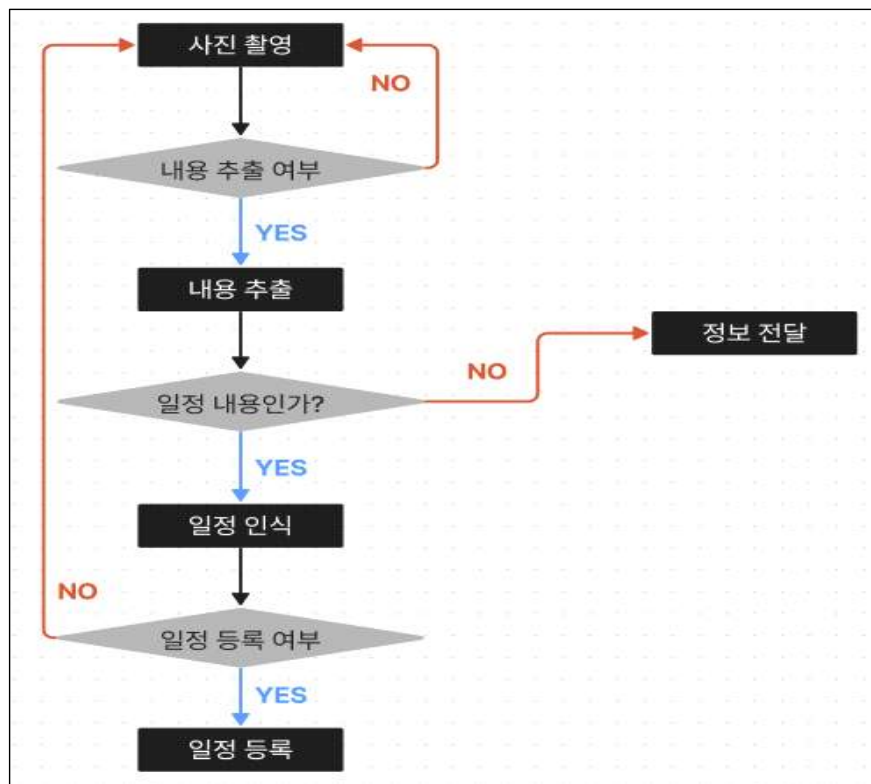 사진 촬영
NO
내용 추출 여부
YES
내용 추출
정보 전달
NO
일정 내용인가?
YES
일정 인식
NO
일정 등록 여부
YES
일정 등록